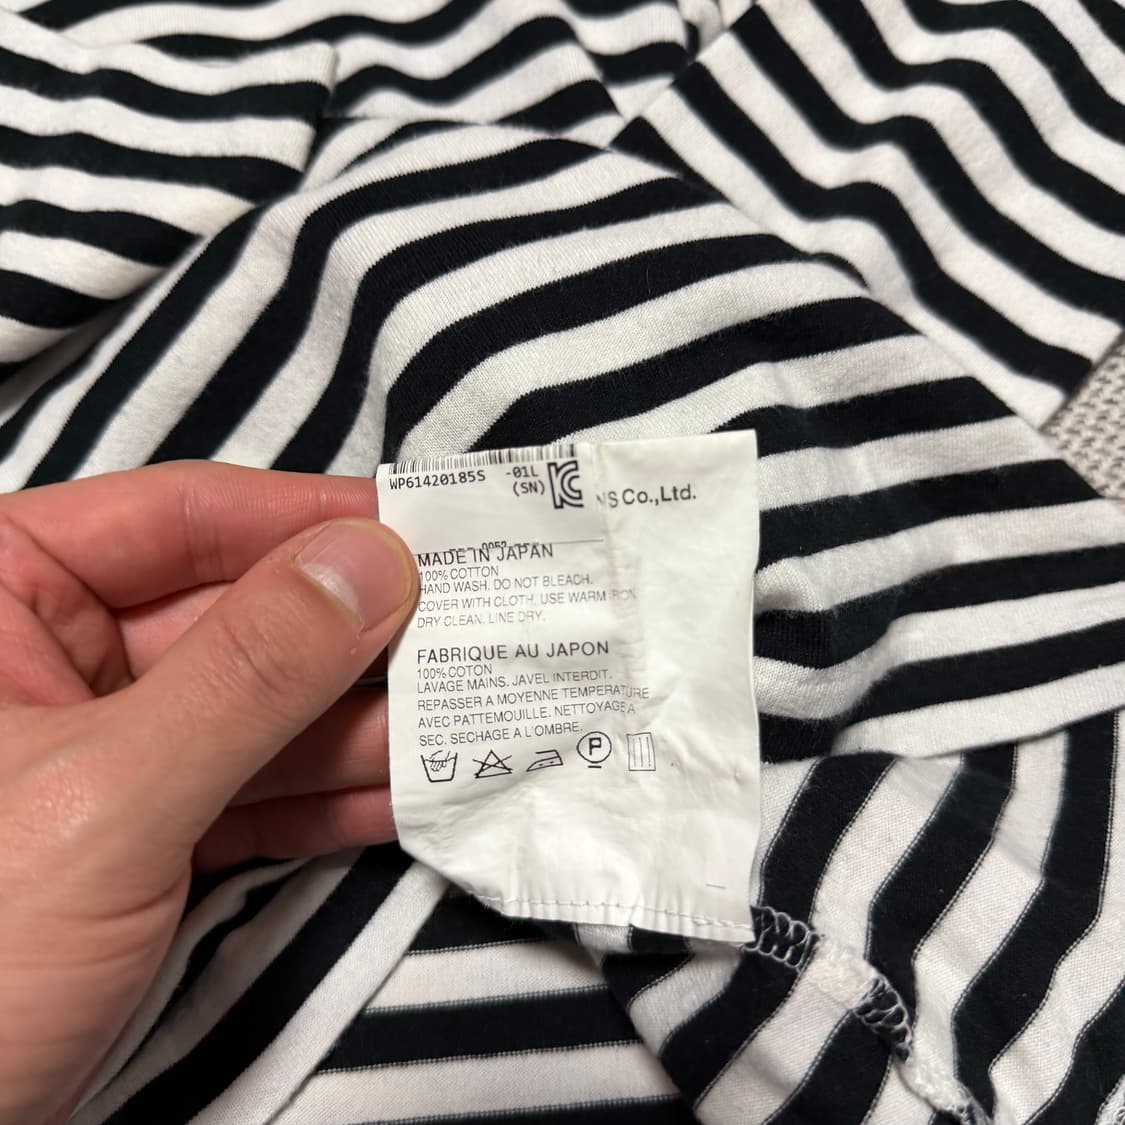 WP61420185S -01L
(SN)
S Co.,Ltd.
MADE IN JAPAN
100% COTTON
HAND WASH. DO NOT BLEACH.
COVER WITH CLOTH. USE WARM IRON.
DRY CLEAN. LINE DRY.
FABRIQUE AU JAPON
100% COTON
LAVAGE MAINS. JAVEL INTERDIT.
REPASSER A MOYENNE TEMPERATURE
AVEC PATTEMOUILLE. NETTOYAGE A
SEC. SECHAGE A L'OMBRE.
P